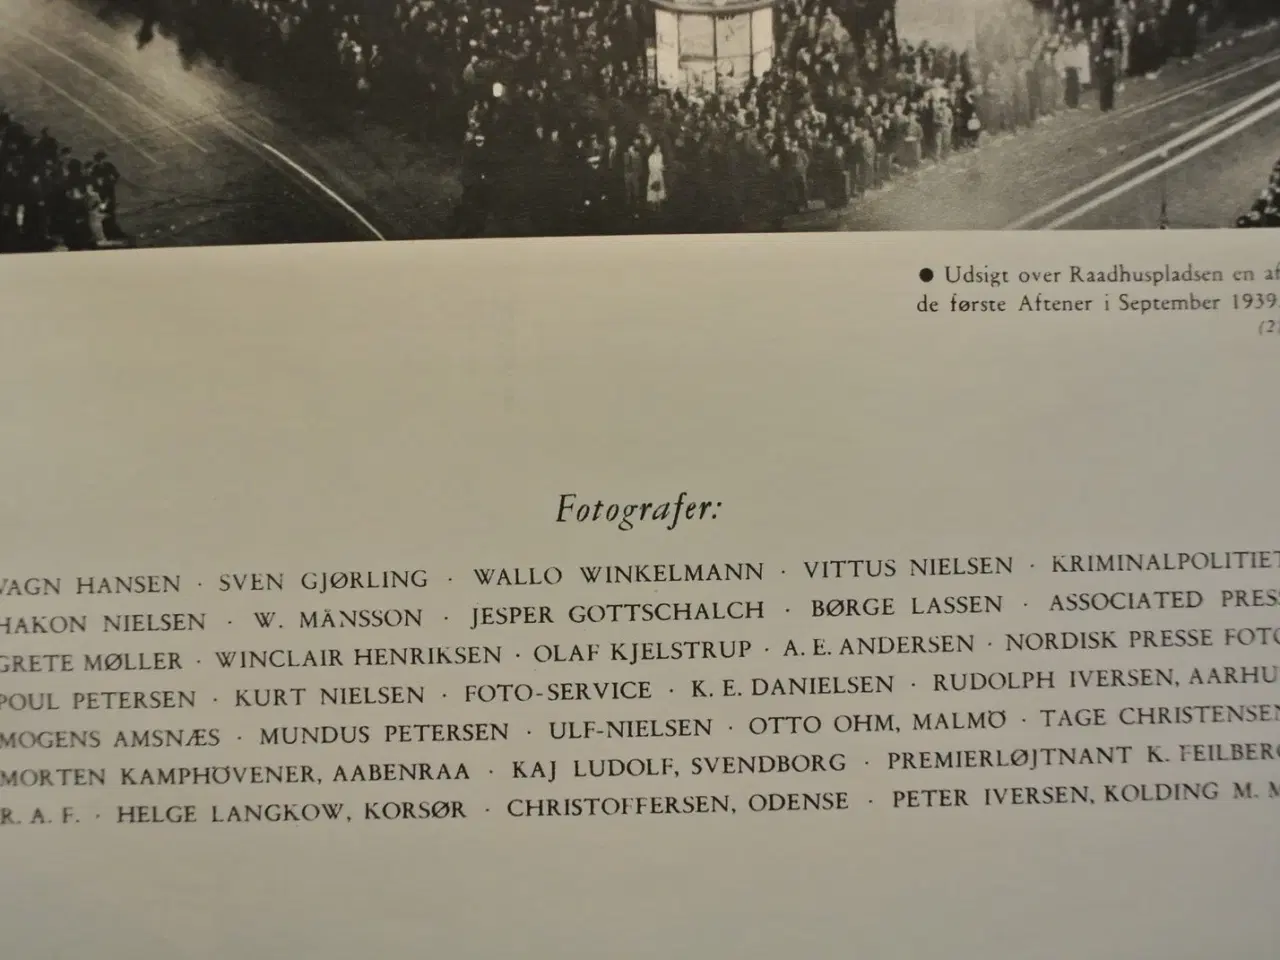 ● Udsigt over Raadhuspladsen en af
de første Aftener i September 1939.
Fotografer:
VAGN HANSEN · SVEN GJØRLING · WALLO WINKELMANN · VITTUS NIELSEN · KRIMINALPOLITIET
HAKON NIELSEN · W. MÄNSSON · JESPER GOTTSCHALCH · BØRGE LASSEN · ASSOCIATED PRESS
GRETE MØLLER · WINCLAIR HENRIKSEN · OLAF KJELSTRUP · A. E. ANDERSEN · NORDISK PRESSE FOTO
POUL PETERSEN · KURT NIELSEN · FOTO-SERVICE · K. E. DANIELSEN · RUDOLPH IVERSEN, AARHU
MOGENS AMSNÆS · MUNDUS PETERSEN · ULF-NIELSEN · OTTO OHM, MALMÖ · TAGE CHRISTENSEN
MORTEN KAMPHÖVENER, AABENRAA · KAJ LUDOLF, SVENDBORG · PREMIERLØJTNANT K. FEILBERG
R. A. F. · HELGE LANGKOW, KORSØR · CHRISTOFFERSEN, ODENSE · PETER IVERSEN, KOLDING M. M